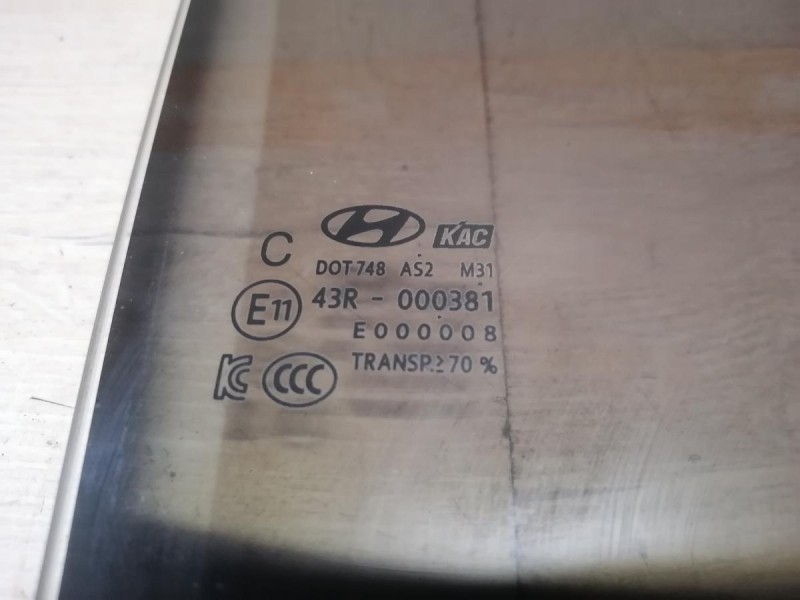 C KAC
DOT 748 AS2 M31
E11 43R - 000381
E000008
KC CCC TRANSP.≥70 %